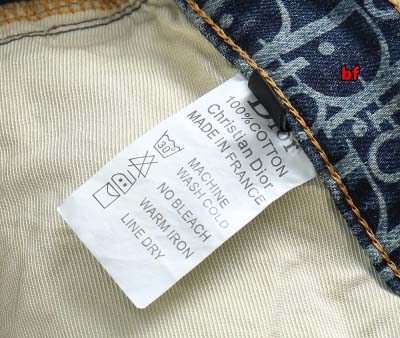 bf
Dior
100%COTTON
Christian Dior
MADE IN FRANCE
30
MACHINE
WASH COLD
NO BLEACH
WARM IRON
LINE DRY